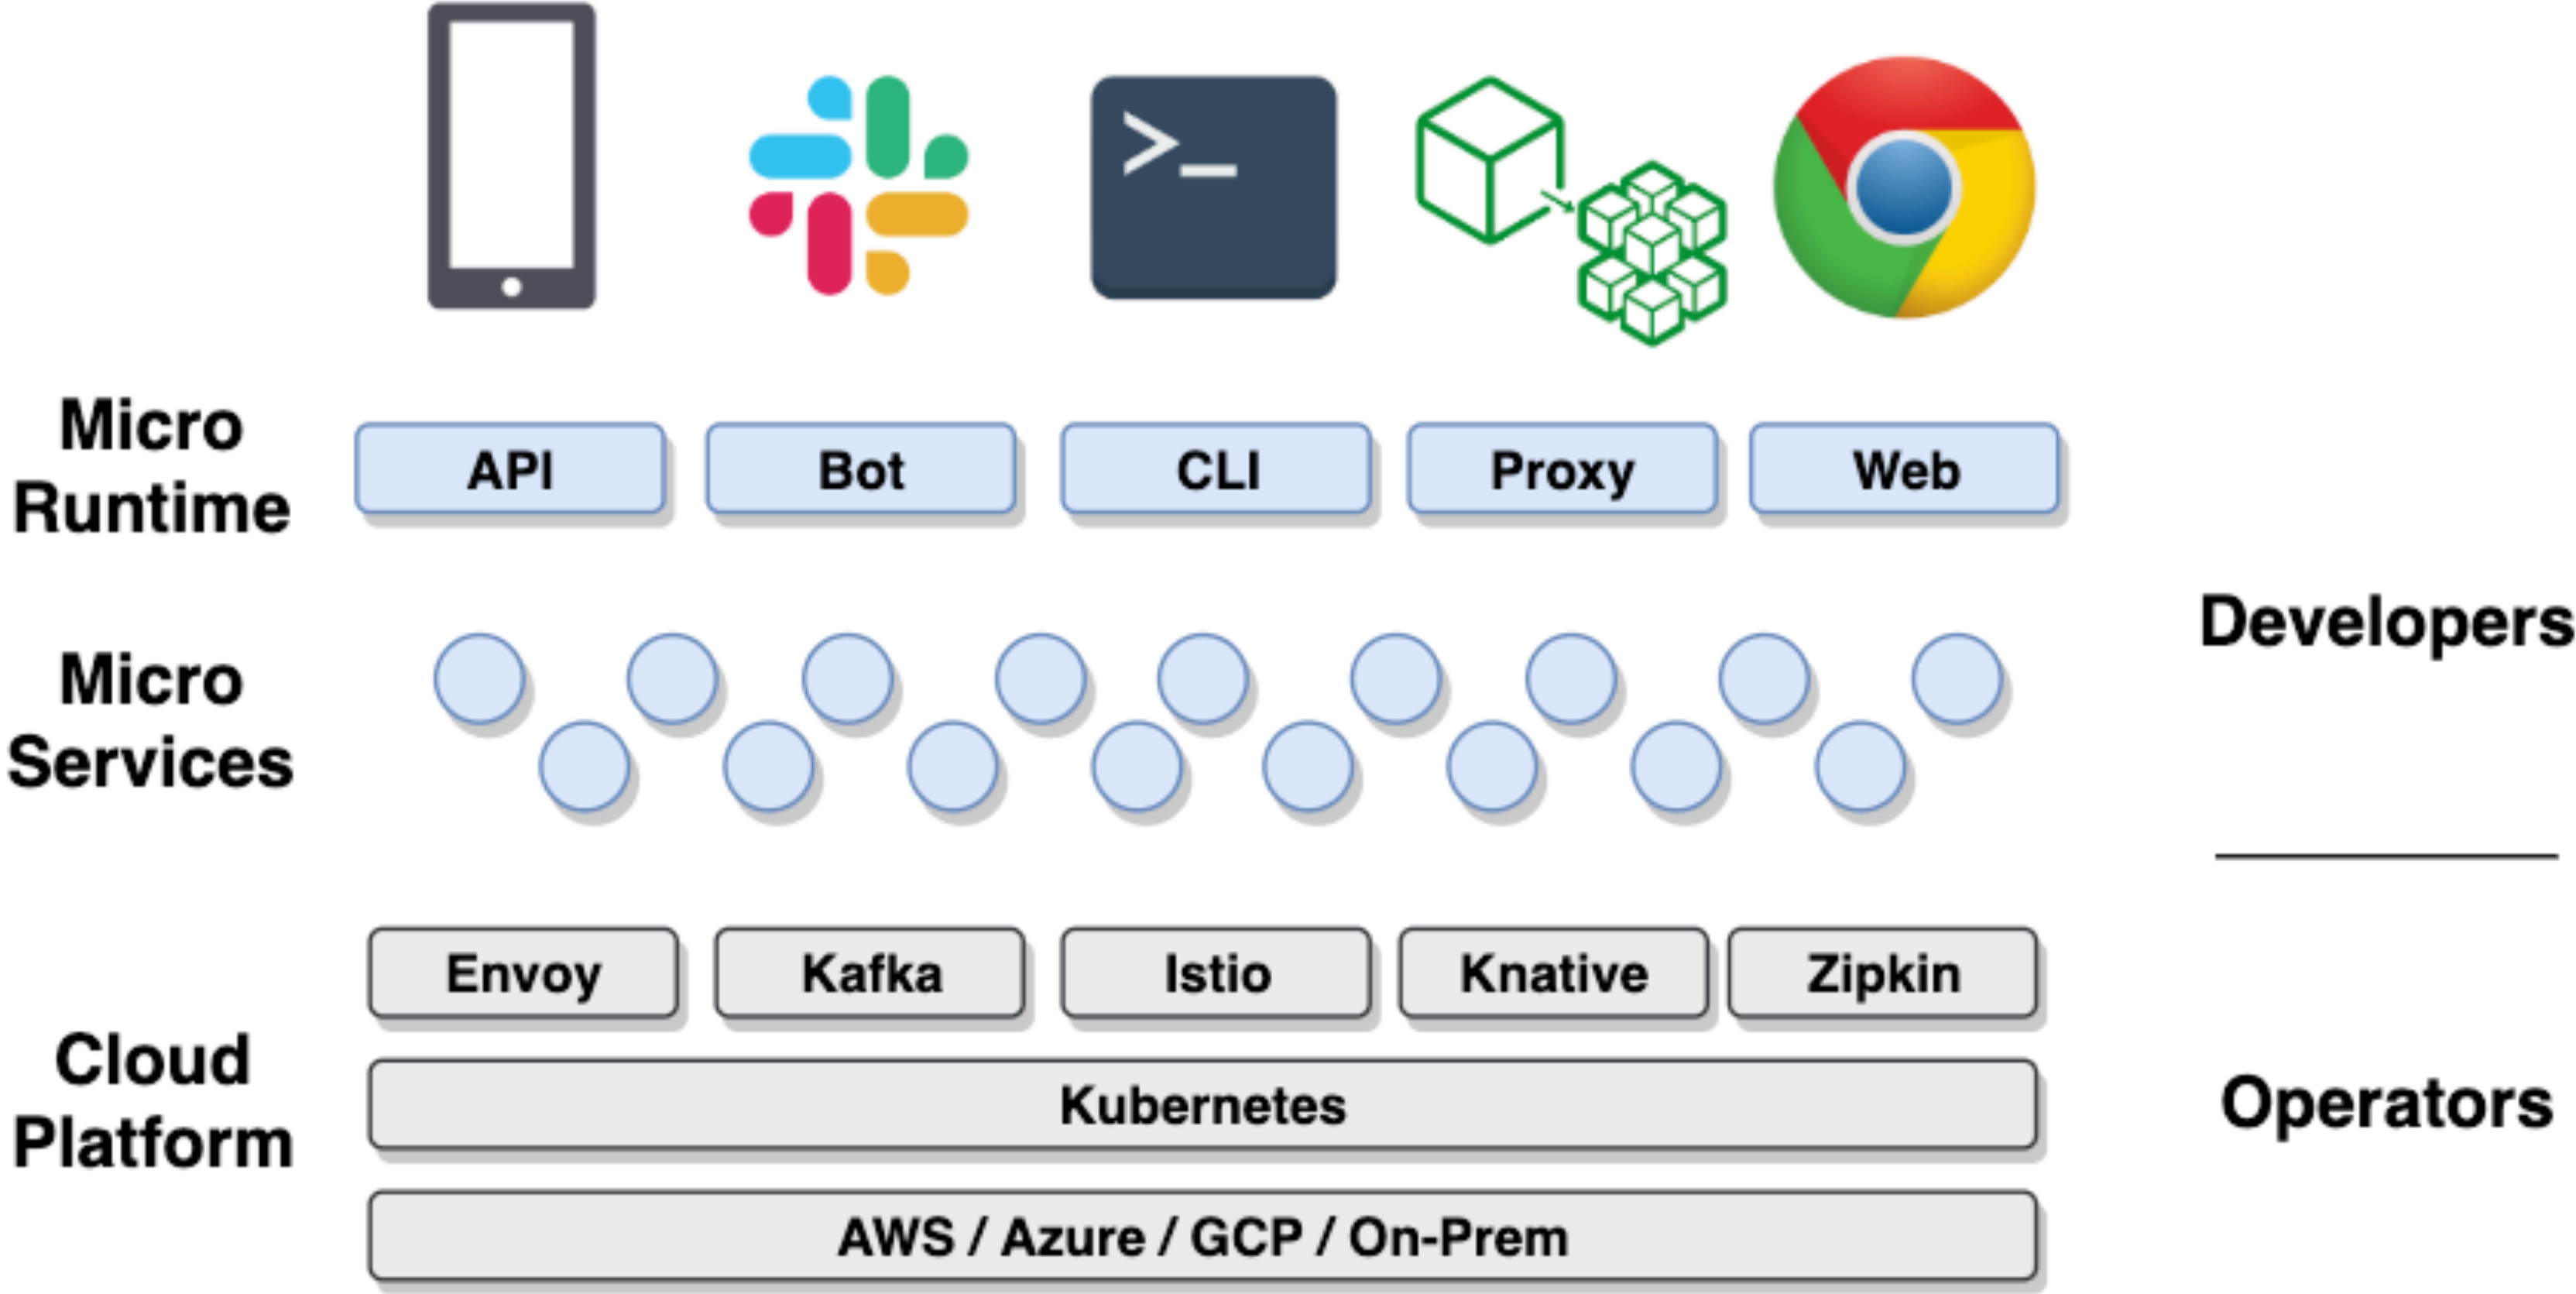 >_
Micro
Runtime
API
Bot
CLI
Proxy
Web
Micro
Services
Developers
Envoy
Kafka
Istio
Knative
Zipkin
Cloud
Platform
Kubernetes
Operators
AWS / Azure / GCP / On-Prem